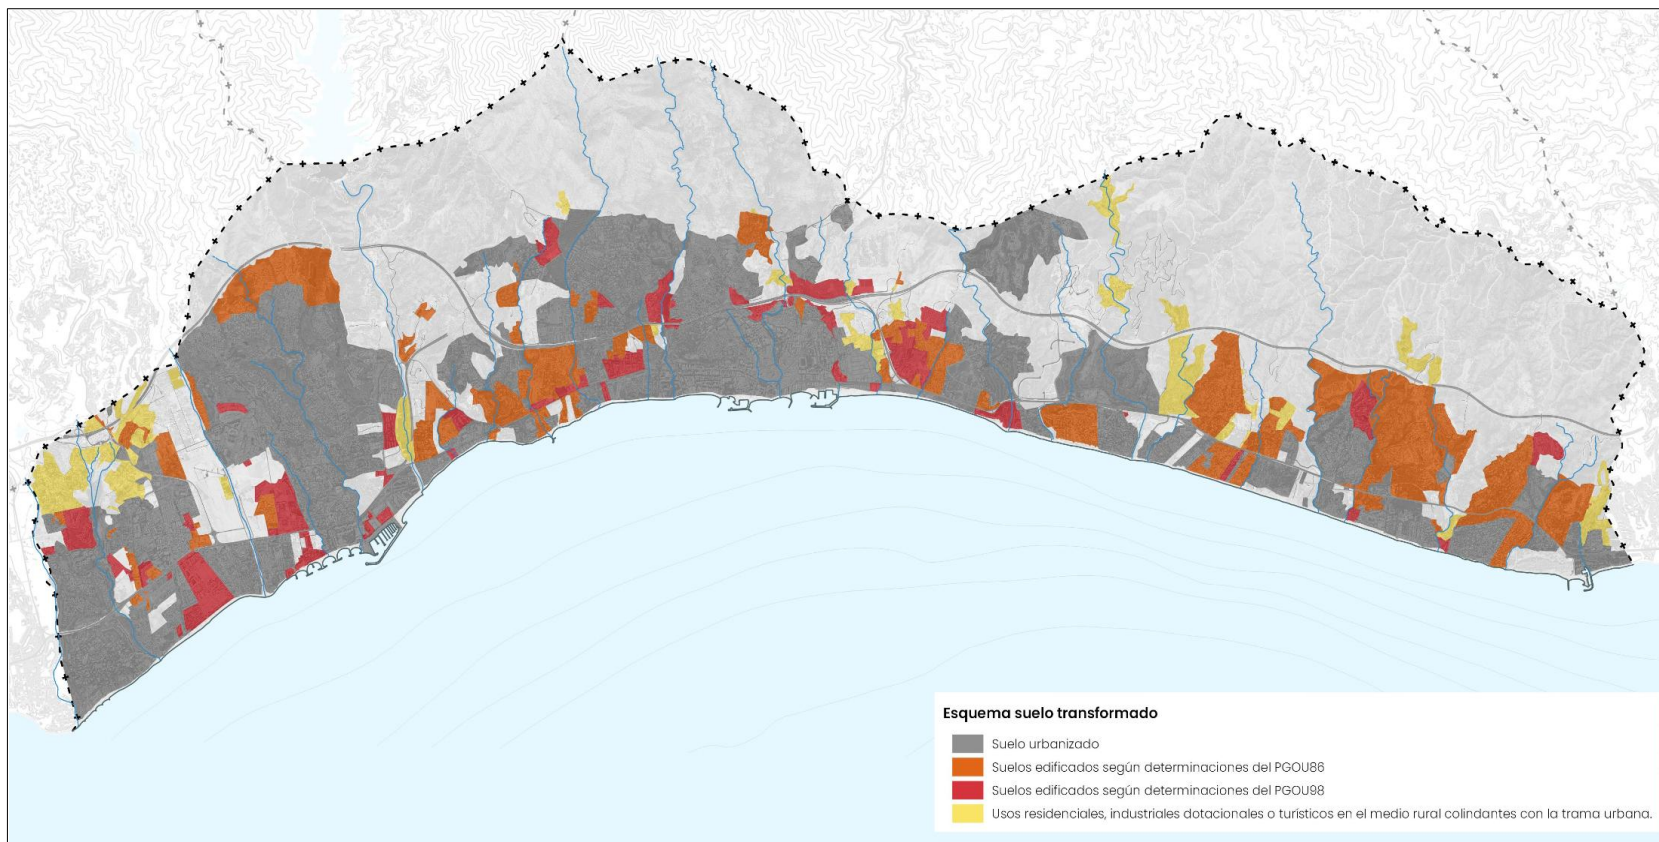 Esquema suelo transformado
Suelo urbanizado
Suelos edificados según determinaciones del PGOU86
Suelos edificados según determinaciones del PGOU98
Usos residenciales, industriales dotacionales o turísticos en el medio rural colindantes con la trama urbana.